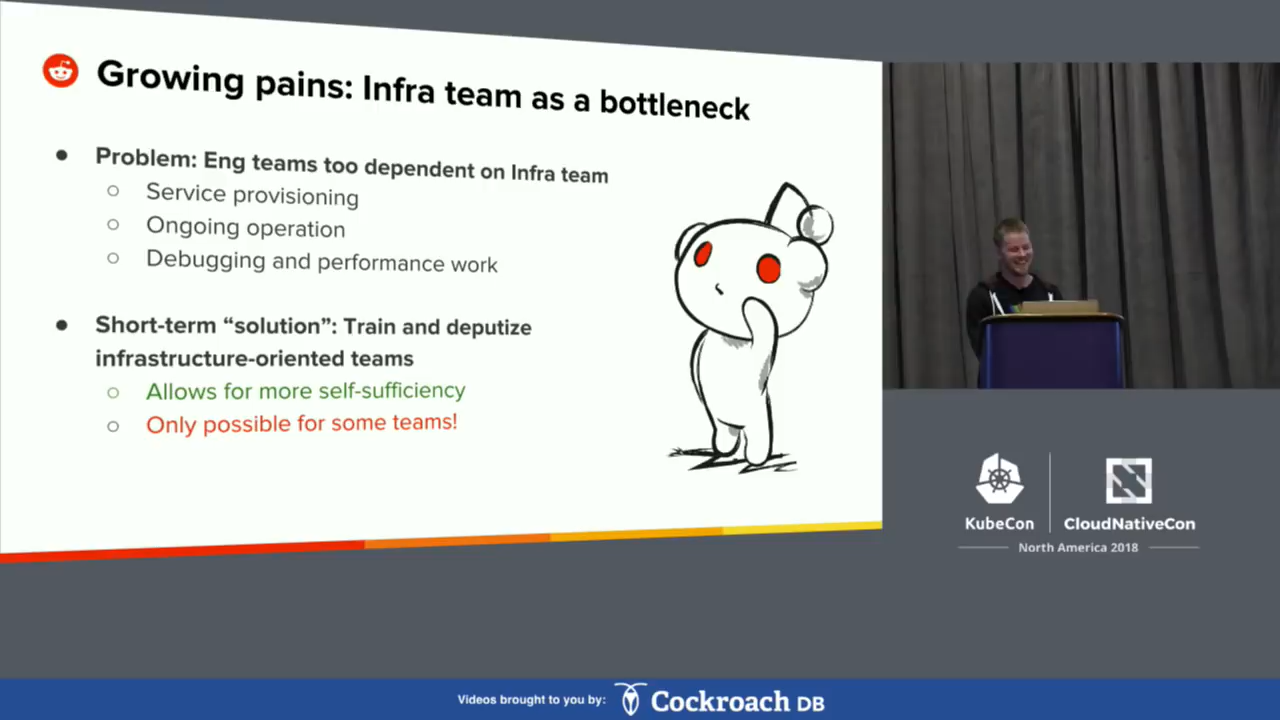 Growing pains: Infra team as a bottleneck
Problem: Eng teams too dependent on Infra team
Service provisioning
Ongoing operation
Debugging and performance work
Short-term “solution”: Train and deputize
infrastructure-oriented teams
Allows for more self-sufficiency
Only possible for some teams!
KubeCon
CloudNativeCon
North America 2018
Videos brought to you by:
Cockroach DB